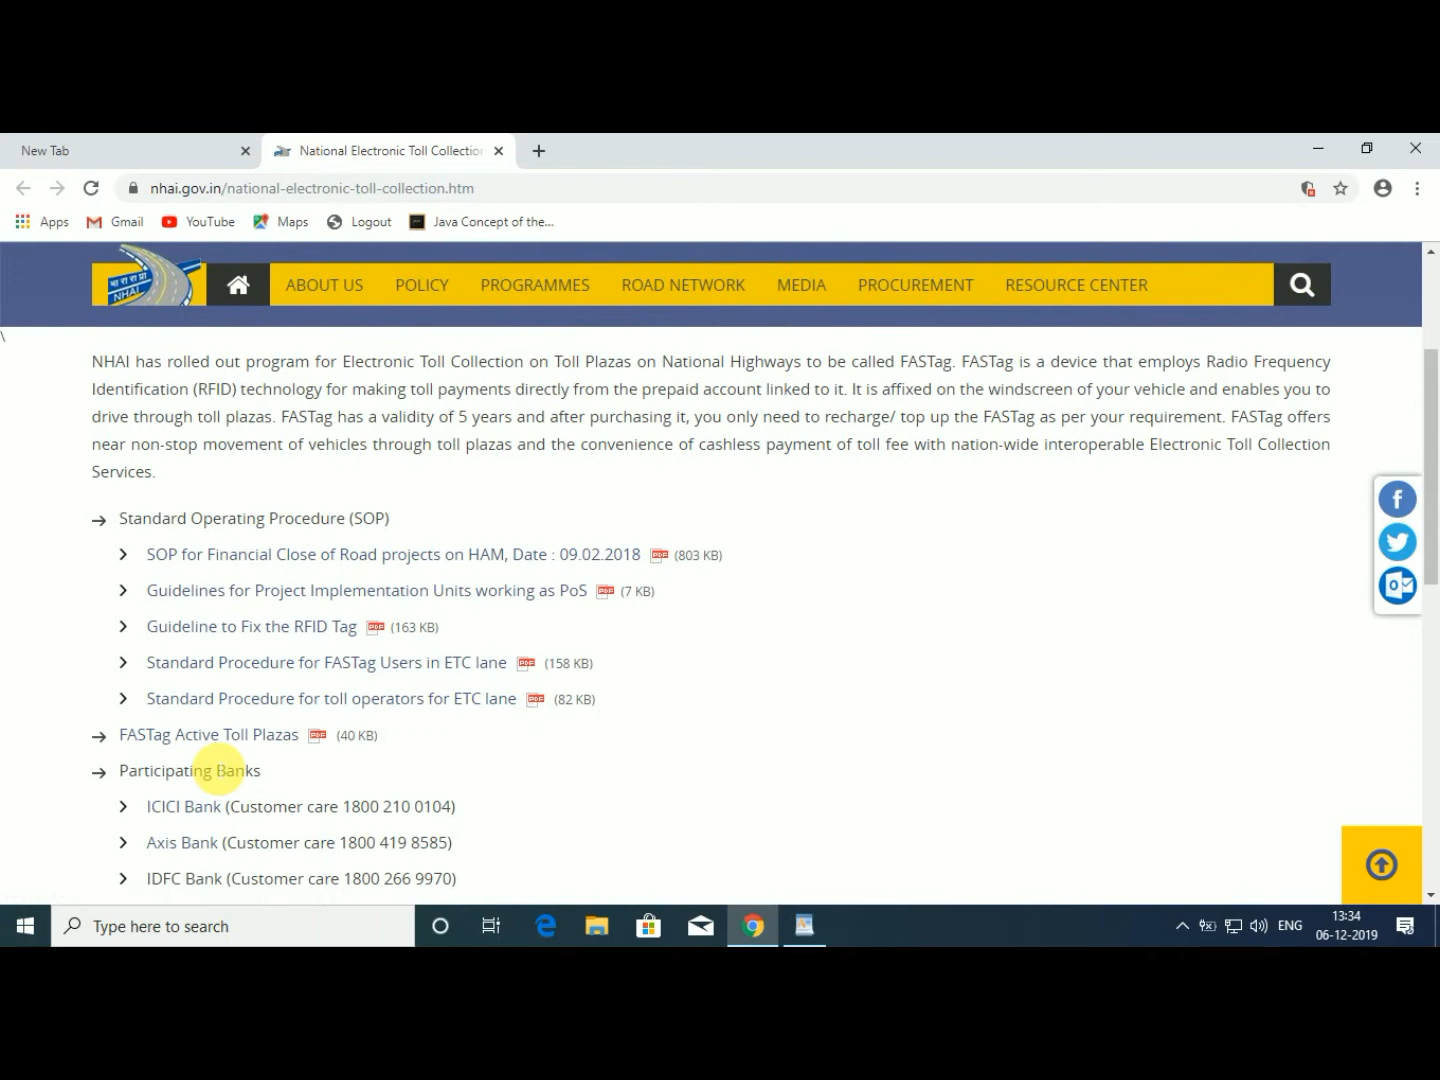 New Tab
National Electronic Toll Collectio
nhai.gov.in/national-electronic-toll-collection.htm
Apps Gmail YouTube Maps Logout Java Concept of the...
भा रा रा प्रा
NHAI
ABOUT US POLICY PROGRAMMES ROAD NETWORK MEDIA PROCUREMENT RESOURCE CENTER
\
NHAI has rolled out program for Electronic Toll Collection on Toll Plazas on National Highways to be called FASTag. FASTag is a device that employs Radio Frequency
Identification (RFID) technology for making toll payments directly from the prepaid account linked to it. It is affixed on the windscreen of your vehicle and enables you to
drive through toll plazas. FASTag has a validity of 5 years and after purchasing it, you only need to recharge/ top up the FASTag as per your requirement. FASTag offers
near non-stop movement of vehicles through toll plazas and the convenience of cashless payment of toll fee with nation-wide interoperable Electronic Toll Collection
Services.
Standard Operating Procedure (SOP)
SOP for Financial Close of Road projects on HAM, Date : 09.02.2018 PDF (803 KB)
Guidelines for Project Implementation Units working as PoS PDF (7 KB)
Guideline to Fix the RFID Tag PDF (163 KB)
Standard Procedure for FASTag Users in ETC lane PDF (158 KB)
Standard Procedure for toll operators for ETC lane PDF (82 KB)
FASTag Active Toll Plazas PDF (40 KB)
Participating Banks
ICICI Bank (Customer care 1800 210 0104)
Axis Bank (Customer care 1800 419 8585)
IDFC Bank (Customer care 1800 266 9970)
Type here to search
ENG
13:34
06-12-2019